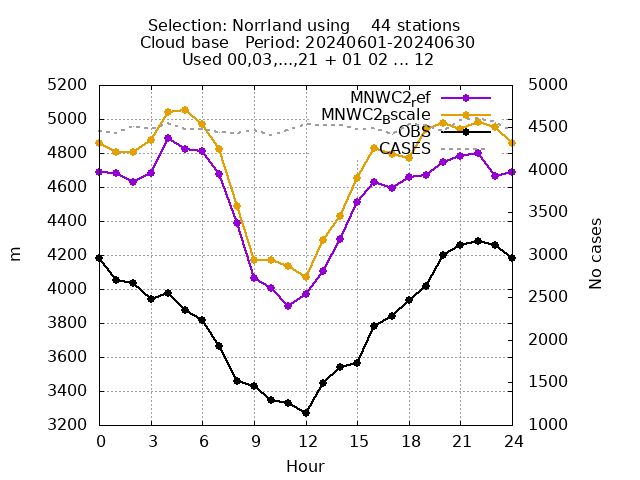 Selection: Norrland using    44 stations
Cloud base   Period: 20240601-20240630
Used 00,03,...,21 + 01 02 ... 12
5200
5000
4800
4600
4400
4200
4000
3800
3600
3400
3200
m
MNWC2_ref
MNWC2_Bscale
OBS
CASES
5000
4500
4000
3500
3000
2500
2000
1500
1000
No cases
0 3 6 9 12 15 18 21 24
Hour